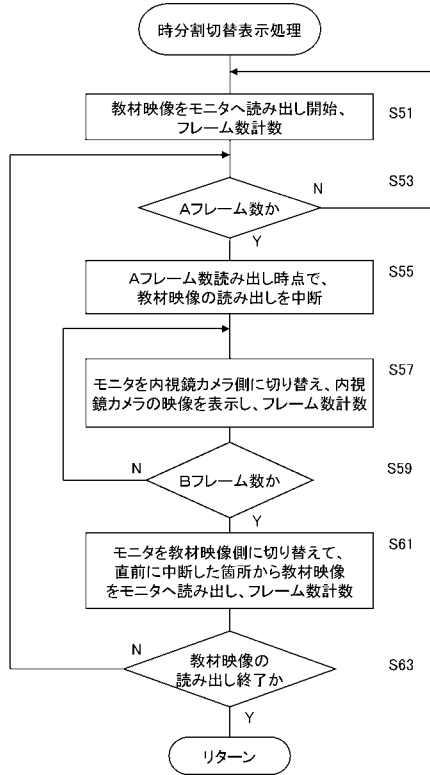 時分割切替表示処理
教材映像をモニタへ読み出し開始、
フレーム数計数
S51
Aフレーム数か
N
S53
Y
Aフレーム数読み出し時点で、
教材映像の読み出しを中断
S55
モニタを内視鏡カメラ側に切り替え、内視
鏡カメラの映像を表示し、フレーム数計数
S57
N
Bフレーム数か
S59
Y
モニタを教材映像側に切り替えて、
直前に中断した箇所から教材映像
をモニタへ読み出し、フレーム数計数
S61
N
教材映像の
読み出し終了か
S63
Y
リターン